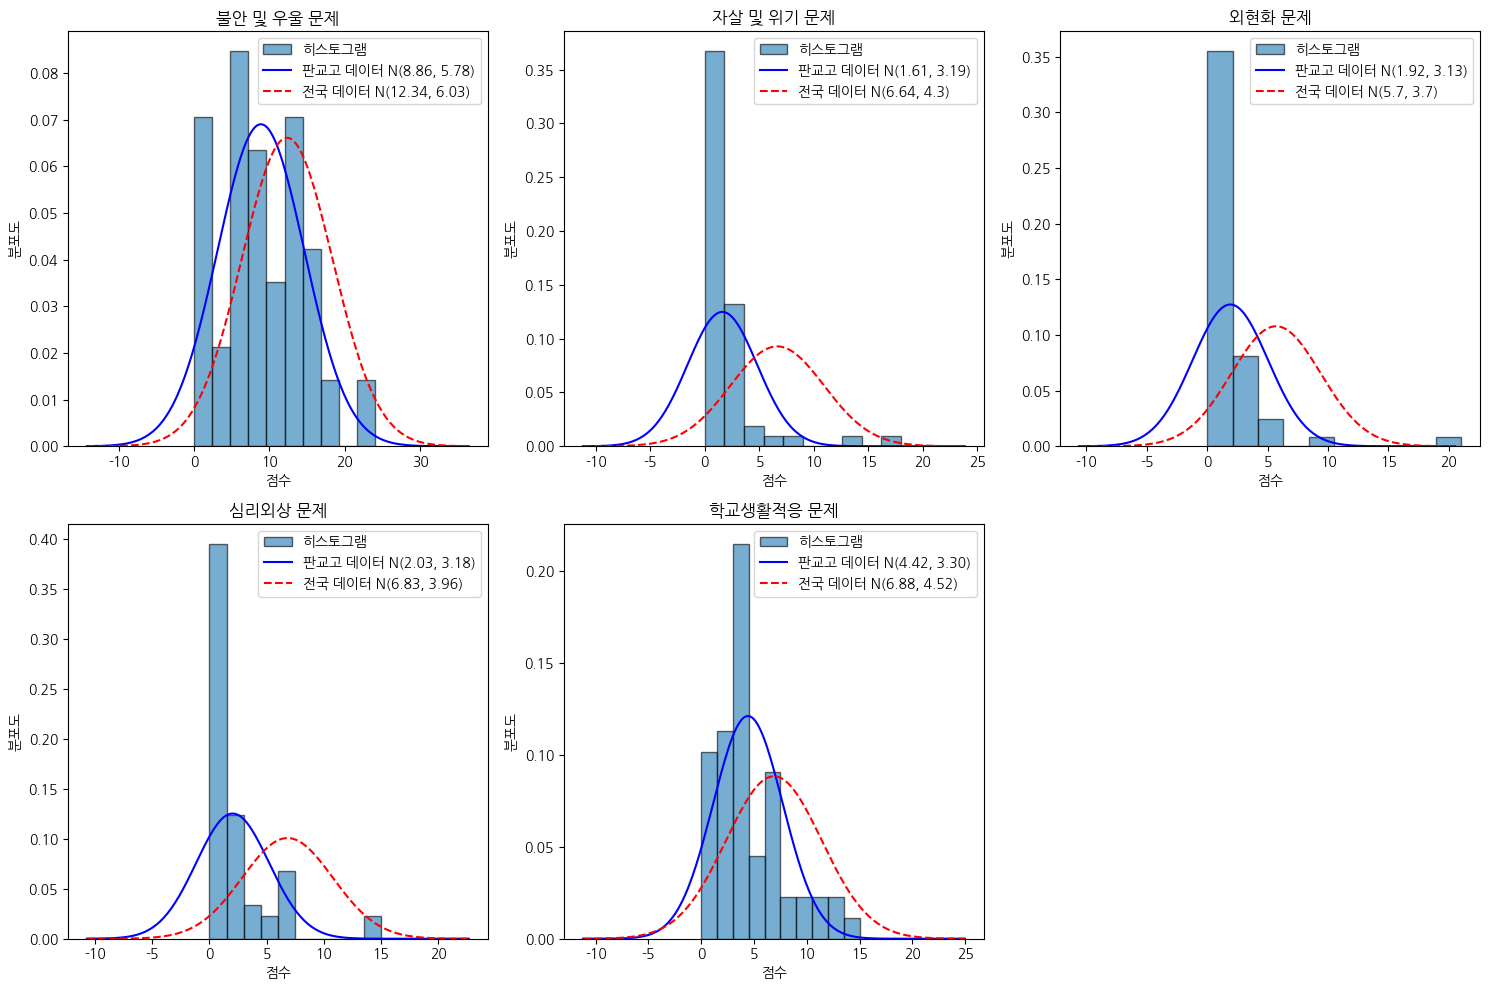 불안 및 우울 문제
히스토그램
판교고 데이터 N(8.86, 5.78)
전국 데이터 N(12.34, 6.03)
0.08
0.07
0.06
0.05
0.04
0.03
0.02
0.01
0.00
분포도
-10 0 10 20 30
점수
자살 및 위기 문제
히스토그램
판교고 데이터 N(1.61, 3.19)
전국 데이터 N(6.64, 4.3)
0.35
0.30
0.25
0.20
0.15
0.10
0.05
0.00
분포도
-10 -5 0 5 10 15 20 25
점수
외현화 문제
히스토그램
판교고 데이터 N(1.92, 3.13)
전국 데이터 N(5.7, 3.7)
0.35
0.30
0.25
0.20
0.15
0.10
0.05
0.00
분포도
-10 -5 0 5 10 15 20
점수
심리외상 문제
히스토그램
판교고 데이터 N(2.03, 3.18)
전국 데이터 N(6.83, 3.96)
0.40
0.35
0.30
0.25
0.20
0.15
0.10
0.05
0.00
분포도
-10 -5 0 5 10 15 20
점수
학교생활적응 문제
히스토그램
판교고 데이터 N(4.42, 3.30)
전국 데이터 N(6.88, 4.52)
0.20
0.15
0.10
0.05
0.00
분포도
-10 -5 0 5 10 15 20 25
점수